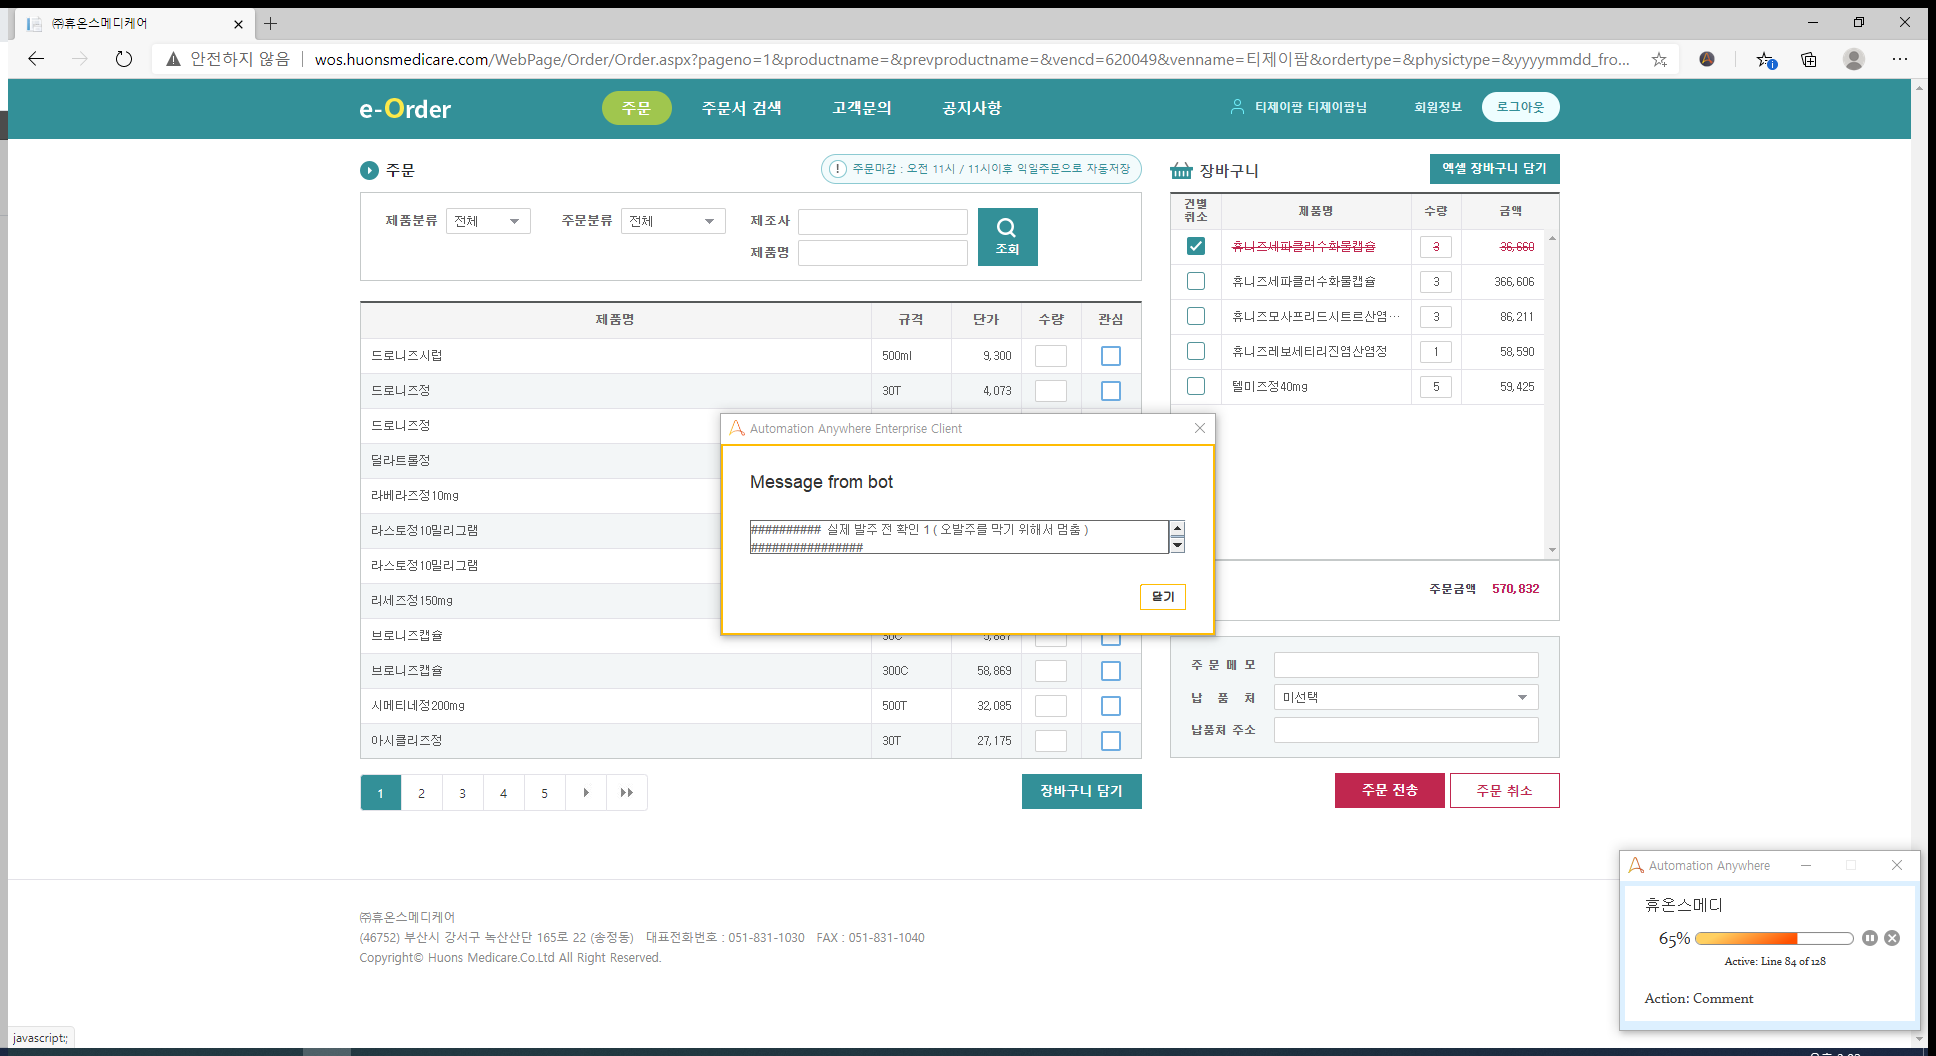 ㈜휴온스메디케어
안전하지 않음 wos.huonsmedicare.com/WebPage/Order/Order.aspx?pageno=1&productname=&prevproductname=&vencd=620049&venname=티제이팜&ordertype=&physictype=&yyyymmdd_fro...
e-Order 주문 주문서 검색 고객문의 공지사항 티제이팜 티제이팜님 회원정보 로그아웃
주문 주문마감 : 오전 11시 / 11시이후 익일주문으로 자동저장
제품분류 전체 주문분류 전체 제조사
제품명
조회
제품명 규격 단가 수량 관심
드로니즈시럽 500ml 9,300
드로니즈정 30T 4,073
드로니즈정
딜라트롤정
라베라즈정10mg
라스토정10밀리그램
라스토정10밀리그램
리세즈정150mg
브로니즈캡슐 30C 5,887
브로니즈캡슐 300C 58,869
시메티네정200mg 500T 32,085
아시클리즈정 30T 27,175
1 2 3 4 5
장바구니 담기
장바구니 엑셀 장바구니 담기
건별취소 제품명 수량 금액
휴니즈세파클러수화물캡슐 3 36,660
휴니즈세파클러수화물캡슐 3 366,606
휴니즈모사프리드시트르산염… 3 86,211
휴니즈레보세티리진염산염정 1 58,590
텔미즈정40mg 5 59,425
주문금액 570,832
주 문 메 모
납 품 처 미선택
납품처 주소
주문 전송 주문 취소
Automation Anywhere Enterprise Client
Message from bot
########## 실제 발주 전 확인 1 ( 오발주를 막기 위해서 멈춤 )
################
닫기
㈜휴온스메디케어
(46752) 부산시 강서구 녹산산단 165로 22 (송정동) 대표전화번호 : 051-831-1030 FAX : 051-831-1040
Copyright© Huons Medicare.Co.Ltd All Right Reserved.
Automation Anywhere
휴온스메디
65%
Active: Line 84 of 128
Action: Comment
javascript:;